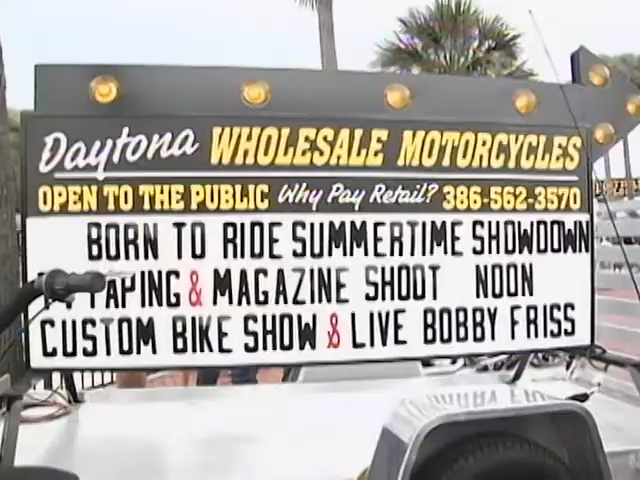 Daytona WHOLESALE MOTORCYCLES
OPEN TO THE PUBLIC Why Pay Retail? 386-562-3570
BORN TO RIDE SUMMERTIME SHOWDOWN
TAPING & MAGAZINE SHOOT NOON
CUSTOM BIKE SHOW & LIVE BOBBY FRISS